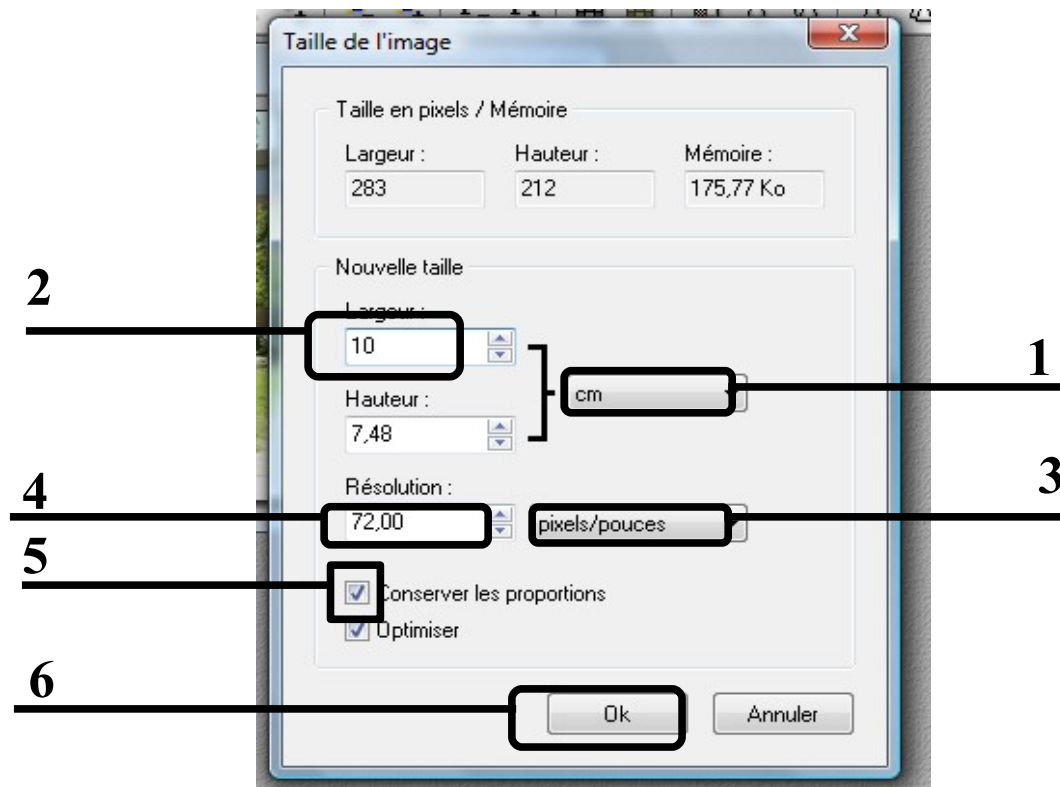 Taille de l'image
Taille en pixels / Mémoire
Largeur : Hauteur : Mémoire :
283 212 175,77 Ko
Nouvelle taille
2
Largeur :
10
1
cm
Hauteur :
7,48
Résolution :
4
3
72,00 pixels/pouces
5
Conserver les proportions
Optimiser
6
Ok Annuler